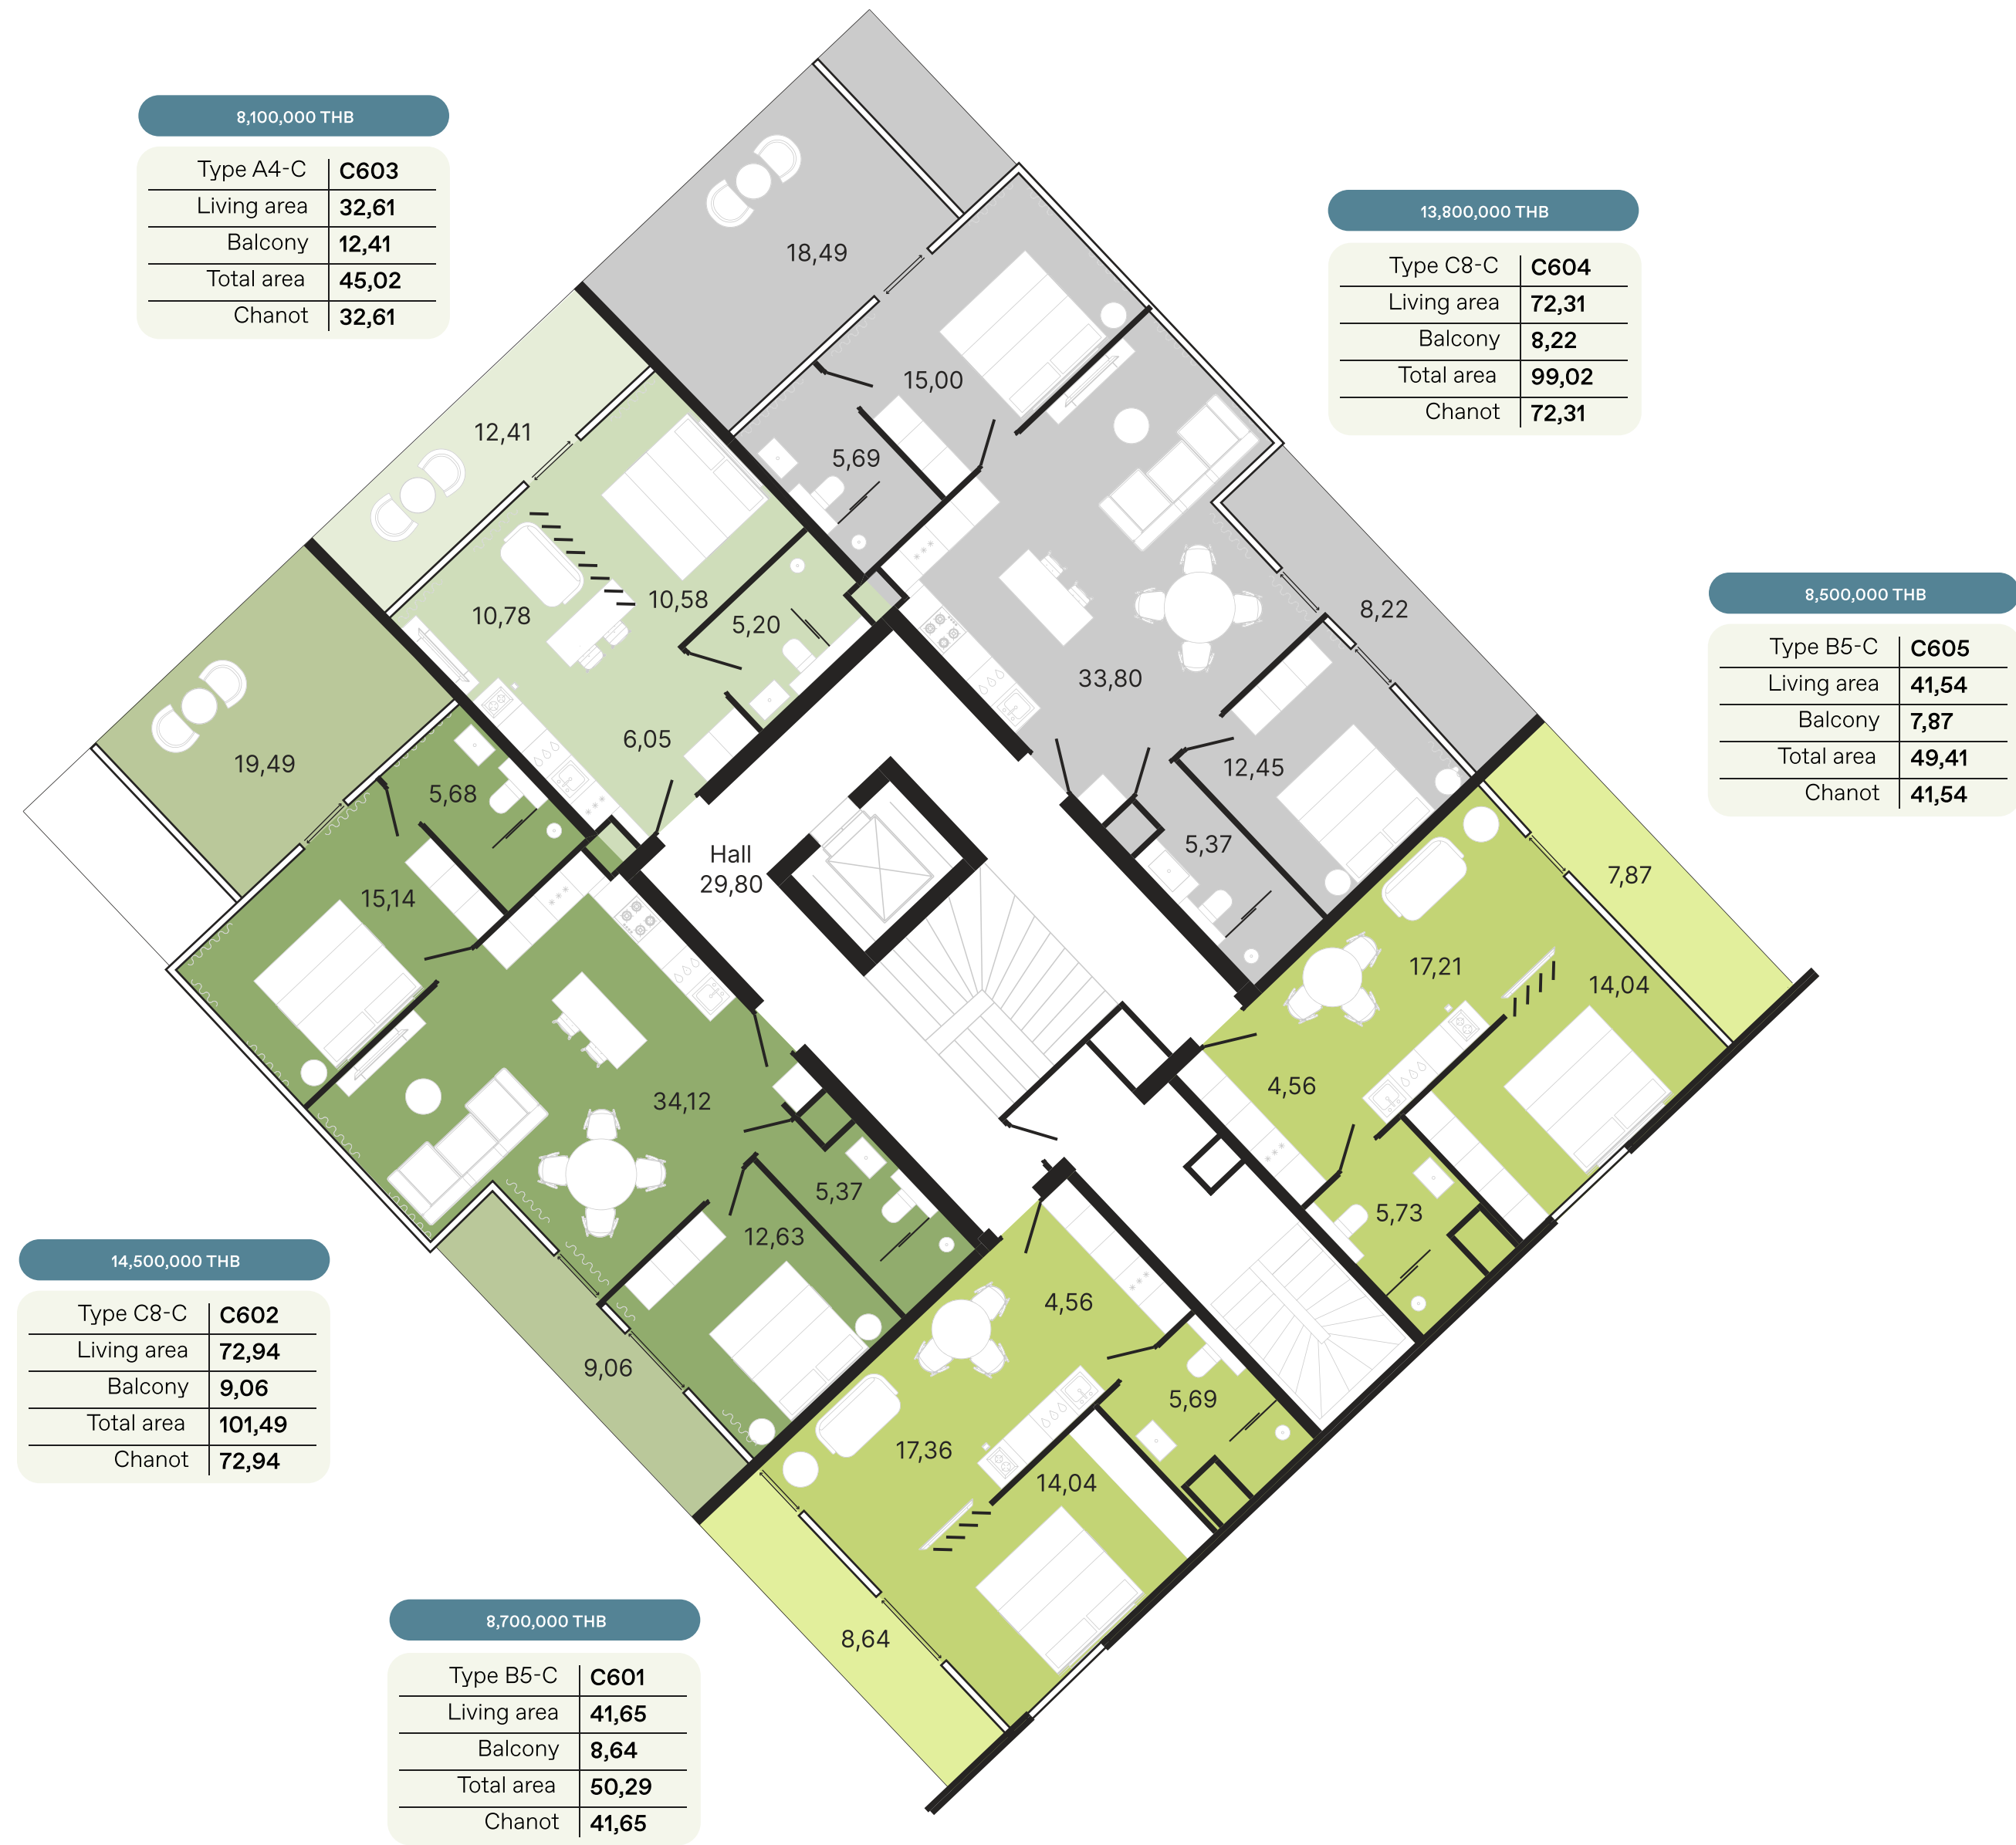 8,100,000 THB
Type A4-C C603
Living area 32,61
Balcony 12,41
Total area 45,02
Chanot 32,61
13,800,000 THB
Type C8-C C604
Living area 72,31
Balcony 8,22
Total area 99,02
Chanot 72,31
8,500,000 THB
Type B5-C C605
Living area 41,54
Balcony 7,87
Total area 49,41
Chanot 41,54
18,49
15,00
5,69
12,41
10,78
10,58
5,20
6,05
8,22
33,80
12,45
5,37
19,49
5,68
15,14
Hall
29,80
7,87
17,21
14,04
4,56
5,73
34,12
5,37
12,63
9,06
4,56
5,69
17,36
14,04
8,64
14,500,000 THB
Type C8-C C602
Living area 72,94
Balcony 9,06
Total area 101,49
Chanot 72,94
8,700,000 THB
Type B5-C C601
Living area 41,65
Balcony 8,64
Total area 50,29
Chanot 41,65